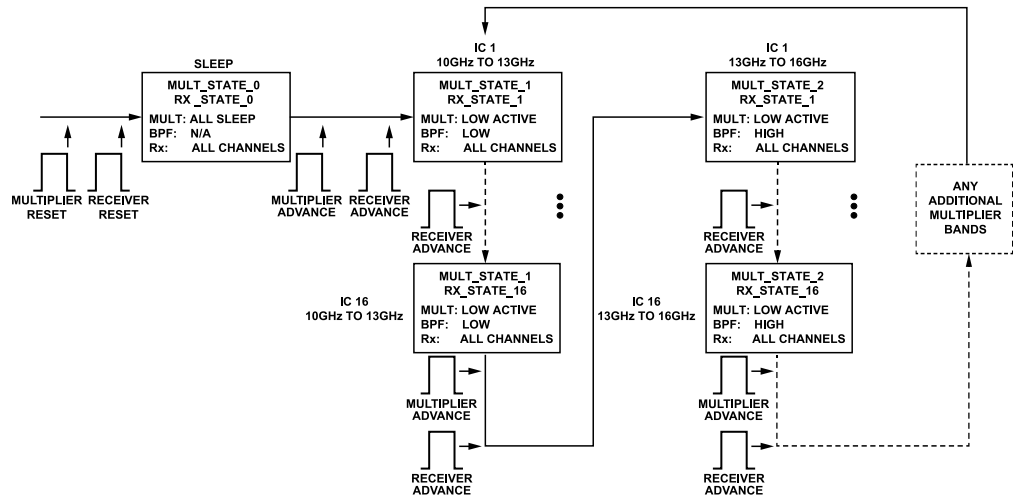 SLEEP
MULT_STATE_0
RX _STATE_0
MULT: ALL SLEEP
BPF: N/A
Rx: ALL CHANNELS
MULTIPLIER
RESET
RECEIVER
RESET
MULTIPLIER
ADVANCE
RECEIVER
ADVANCE
IC 1
10GHz TO 13GHz
MULT_STATE_1
RX_STATE_1
MULT: LOW ACTIVE
BPF: LOW
Rx: ALL CHANNELS
RECEIVER
ADVANCE
IC 16
10GHz TO 13GHz
MULT_STATE_1
RX_STATE_16
MULT: LOW ACTIVE
BPF: LOW
Rx: ALL CHANNELS
MULTIPLIER
ADVANCE
RECEIVER
ADVANCE
IC 1
13GHz TO 16GHz
MULT_STATE_2
RX_STATE_1
MULT: LOW ACTIVE
BPF: HIGH
Rx: ALL CHANNELS
RECEIVER
ADVANCE
IC 16
13GHz TO 16GHz
MULT_STATE_2
RX_STATE_16
MULT: LOW ACTIVE
BPF: HIGH
Rx: ALL CHANNELS
MULTIPLIER
ADVANCE
RECEIVER
ADVANCE
ANY
ADDITIONAL
MULTIPLIER
BANDS